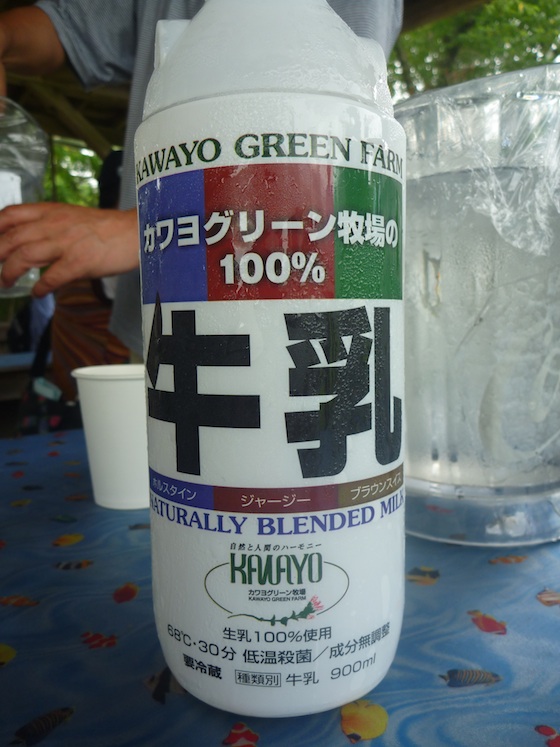 KAWAYO GREEN FARM
カワヨグリーン牧場の
100%
牛乳
ホルスタイン ジャージー ブラウンスイス
NATURALLY BLENDED MILK
自然と人間のハーモニー
KAWAYO
カワヨグリーン牧場
KAWAYO GREEN FARM
生乳100%使用
68℃・30分 低温殺菌／成分無調整
要冷蔵 種類別 牛乳 900ml